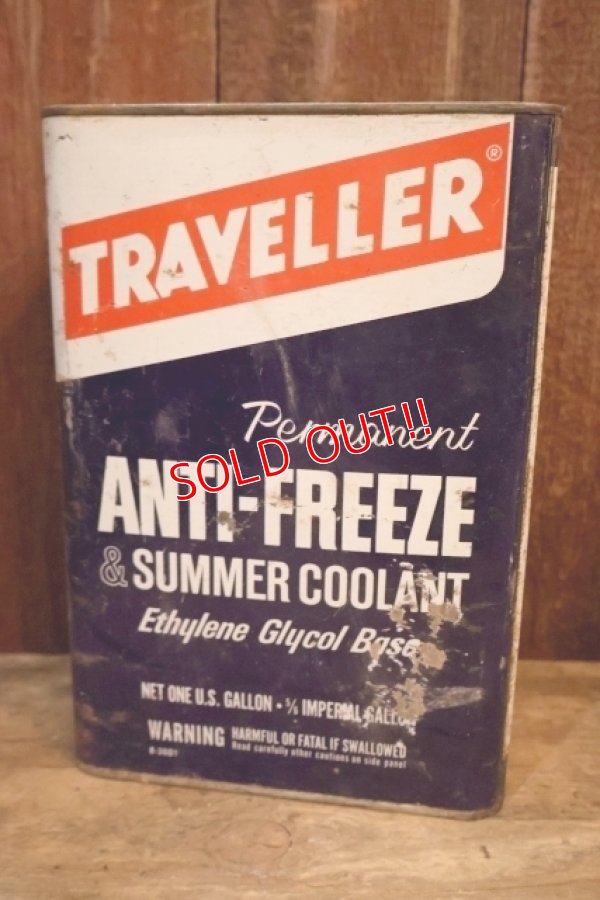 TRAVELLER ®
Permanent
SOLD OUT!!
ANTI-FREEZE
& SUMMER COOLANT
Ethylene Glycol Base
NET ONE U.S. GALLON • 5/6 IMPERIAL GALLON
WARNING HARMFUL OR FATAL IF SWALLOWED
Read carefully other cautions on side panel